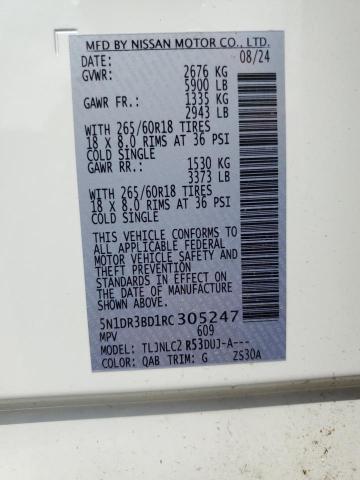 MFD BY NISSAN MOTOR CO., LTD.
DATE: 08/24
GVWR: 2676 KG
5900 LB
GAWR FR.: 1335 KG
2943 LB
WITH 265/60R18 TIRES
18 X 8.0 RIMS AT 36 PSI
COLD SINGLE
GAWR RR.: 1530 KG
3373 LB
WITH 265/60R18 TIRES
18 X 8.0 RIMS AT 36 PSI
COLD SINGLE
THIS VEHICLE CONFORMS TO
ALL APPLICABLE FEDERAL
MOTOR VEHICLE SAFETY
AND THEFT PREVENTION
STANDARDS IN EFFECT ON
THE DATE OF MANUFACTURE
SHOWN ABOVE.
5N1DR3BD1RC305247
MPV 609
MODEL: TLJNLC2 R53DUJ-A---
COLOR: QAB TRIM: G ZS30A